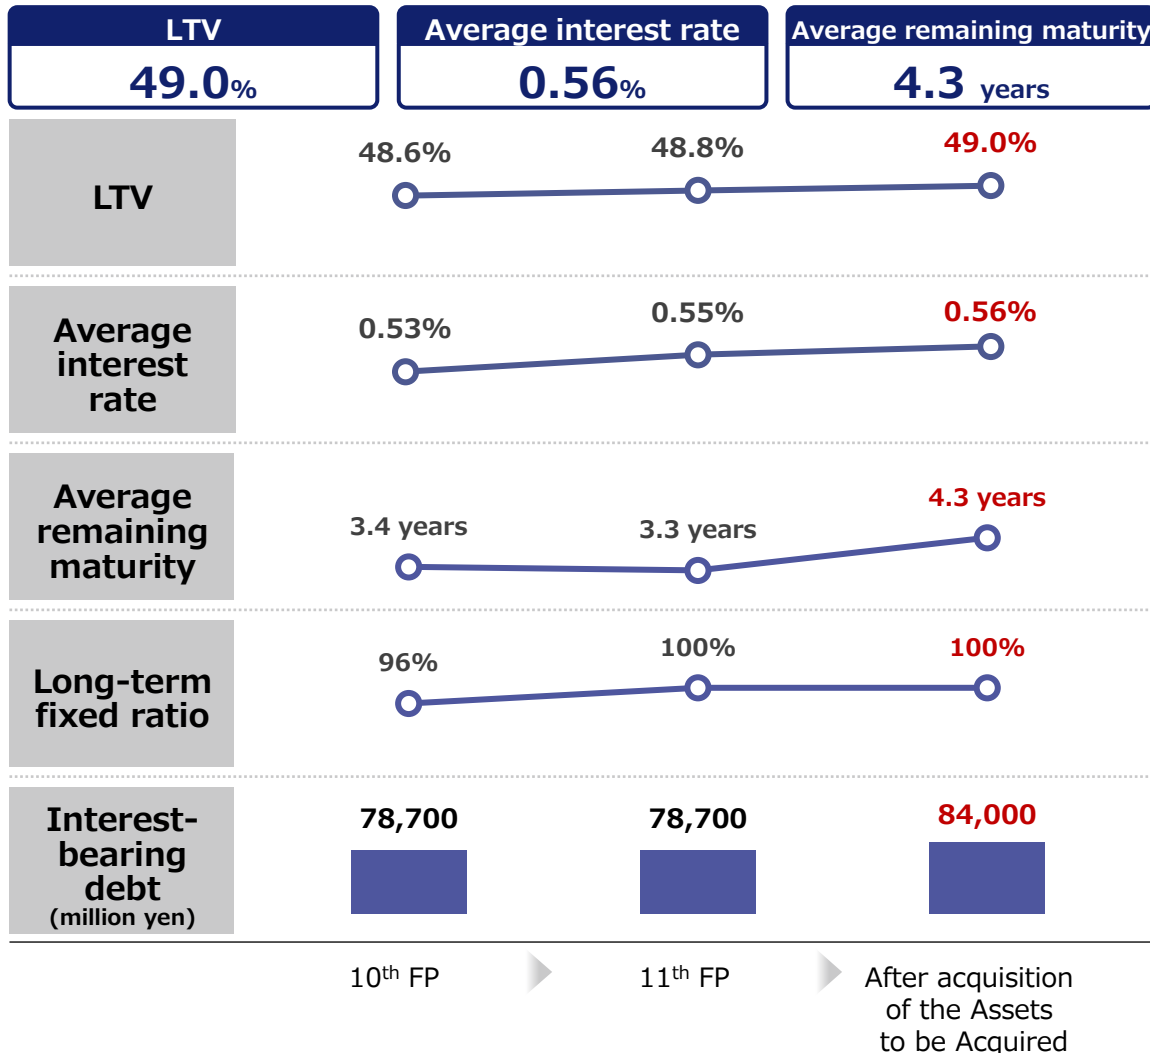 LTV
49.0%
Average interest rate
0.56%
Average remaining maturity
4.3 years
LTV
48.6%
48.8%
49.0%
Average
interest
rate
0.53%
0.55%
0.56%
Average
remaining
maturity
3.4 years
3.3 years
4.3 years
Long-term
fixed ratio
96%
100%
100%
Interest-
bearing
debt
(million yen)
78,700
78,700
84,000
10th FP
11th FP
After acquisition
of the Assets
to be Acquired